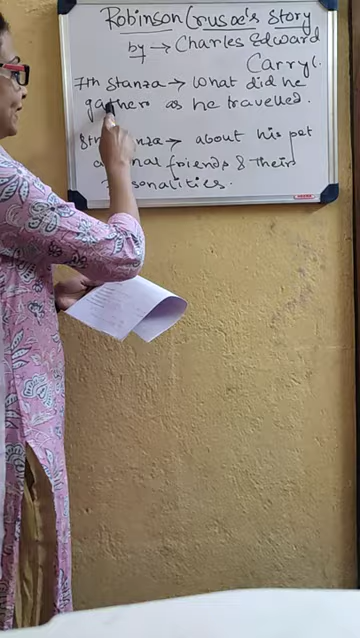 Robinson Crusoe's Story
by → Charles Edward
Carryl.
7th stanza → What did he
gathers as he travelled.
about his pet
friends & their